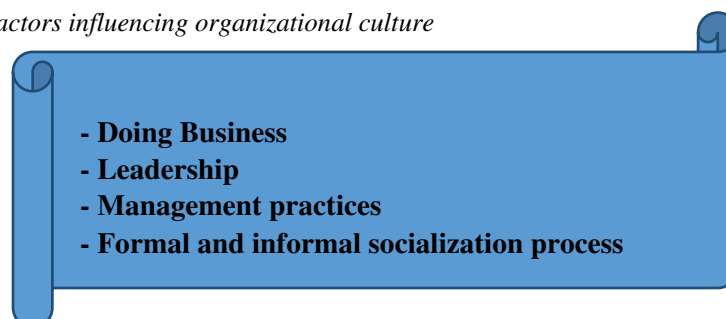 actors influencing organizational culture
- Doing Business
- Leadership
- Management practices
- Formal and informal socialization process